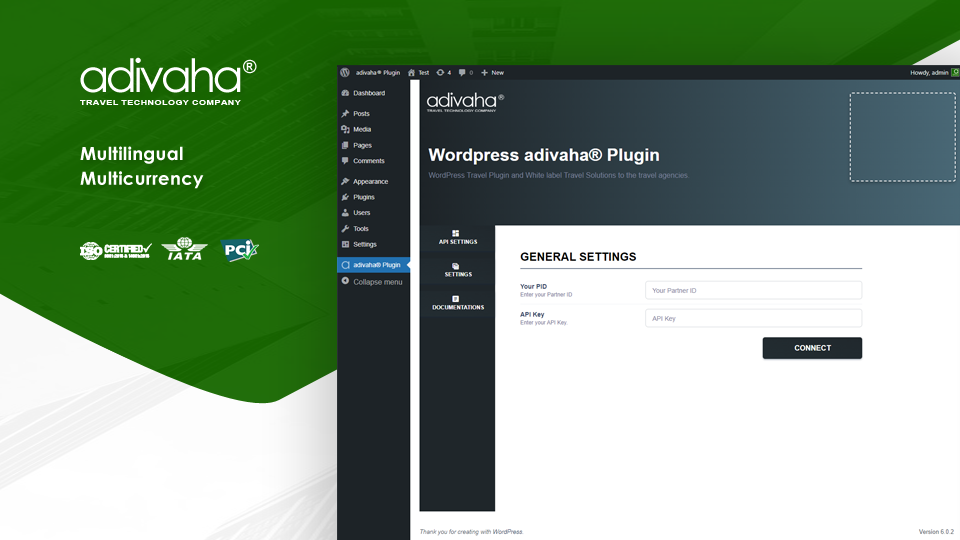 adivaha®
TRAVEL TECHNOLOGY COMPANY
Multilingual
Multicurrency
ISO CERTIFIED
IATA
PCI
adivaha® Plugin Test 4 0 New
Howdy, admin
Dashboard
Posts
Media
Pages
Comments
Appearance
Plugins
Users
Tools
Settings
adivaha® Plugin
Collapse menu
adivaha®
TRAVEL TECHNOLOGY COMPANY
Wordpress adivaha® Plugin
WordPress Travel Plugin and White label Travel Solutions to the travel agencies
API SETTINGS
SETTINGS
DOCUMENTATIONS
GENERAL SETTINGS
Your PID
Enter your Partner ID
Your Partner ID
API Key
Enter your API Key.
API Key
CONNECT
Thank you for creating with WordPress.
Version 6.0.2